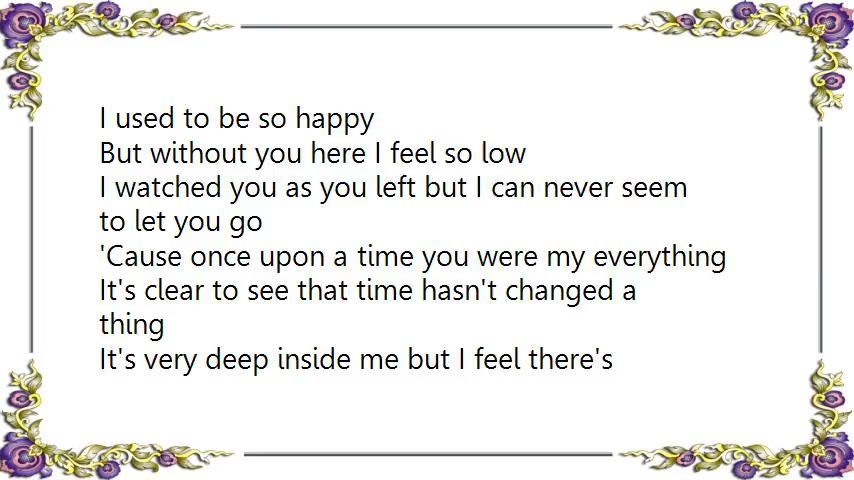 I used to be so happy
But without you here I feel so low
I watched you as you left but I can never seem
to let you go
'Cause once upon a time you were my everything
It's clear to see that time hasn't changed a
thing
It's very deep inside me but I feel there's